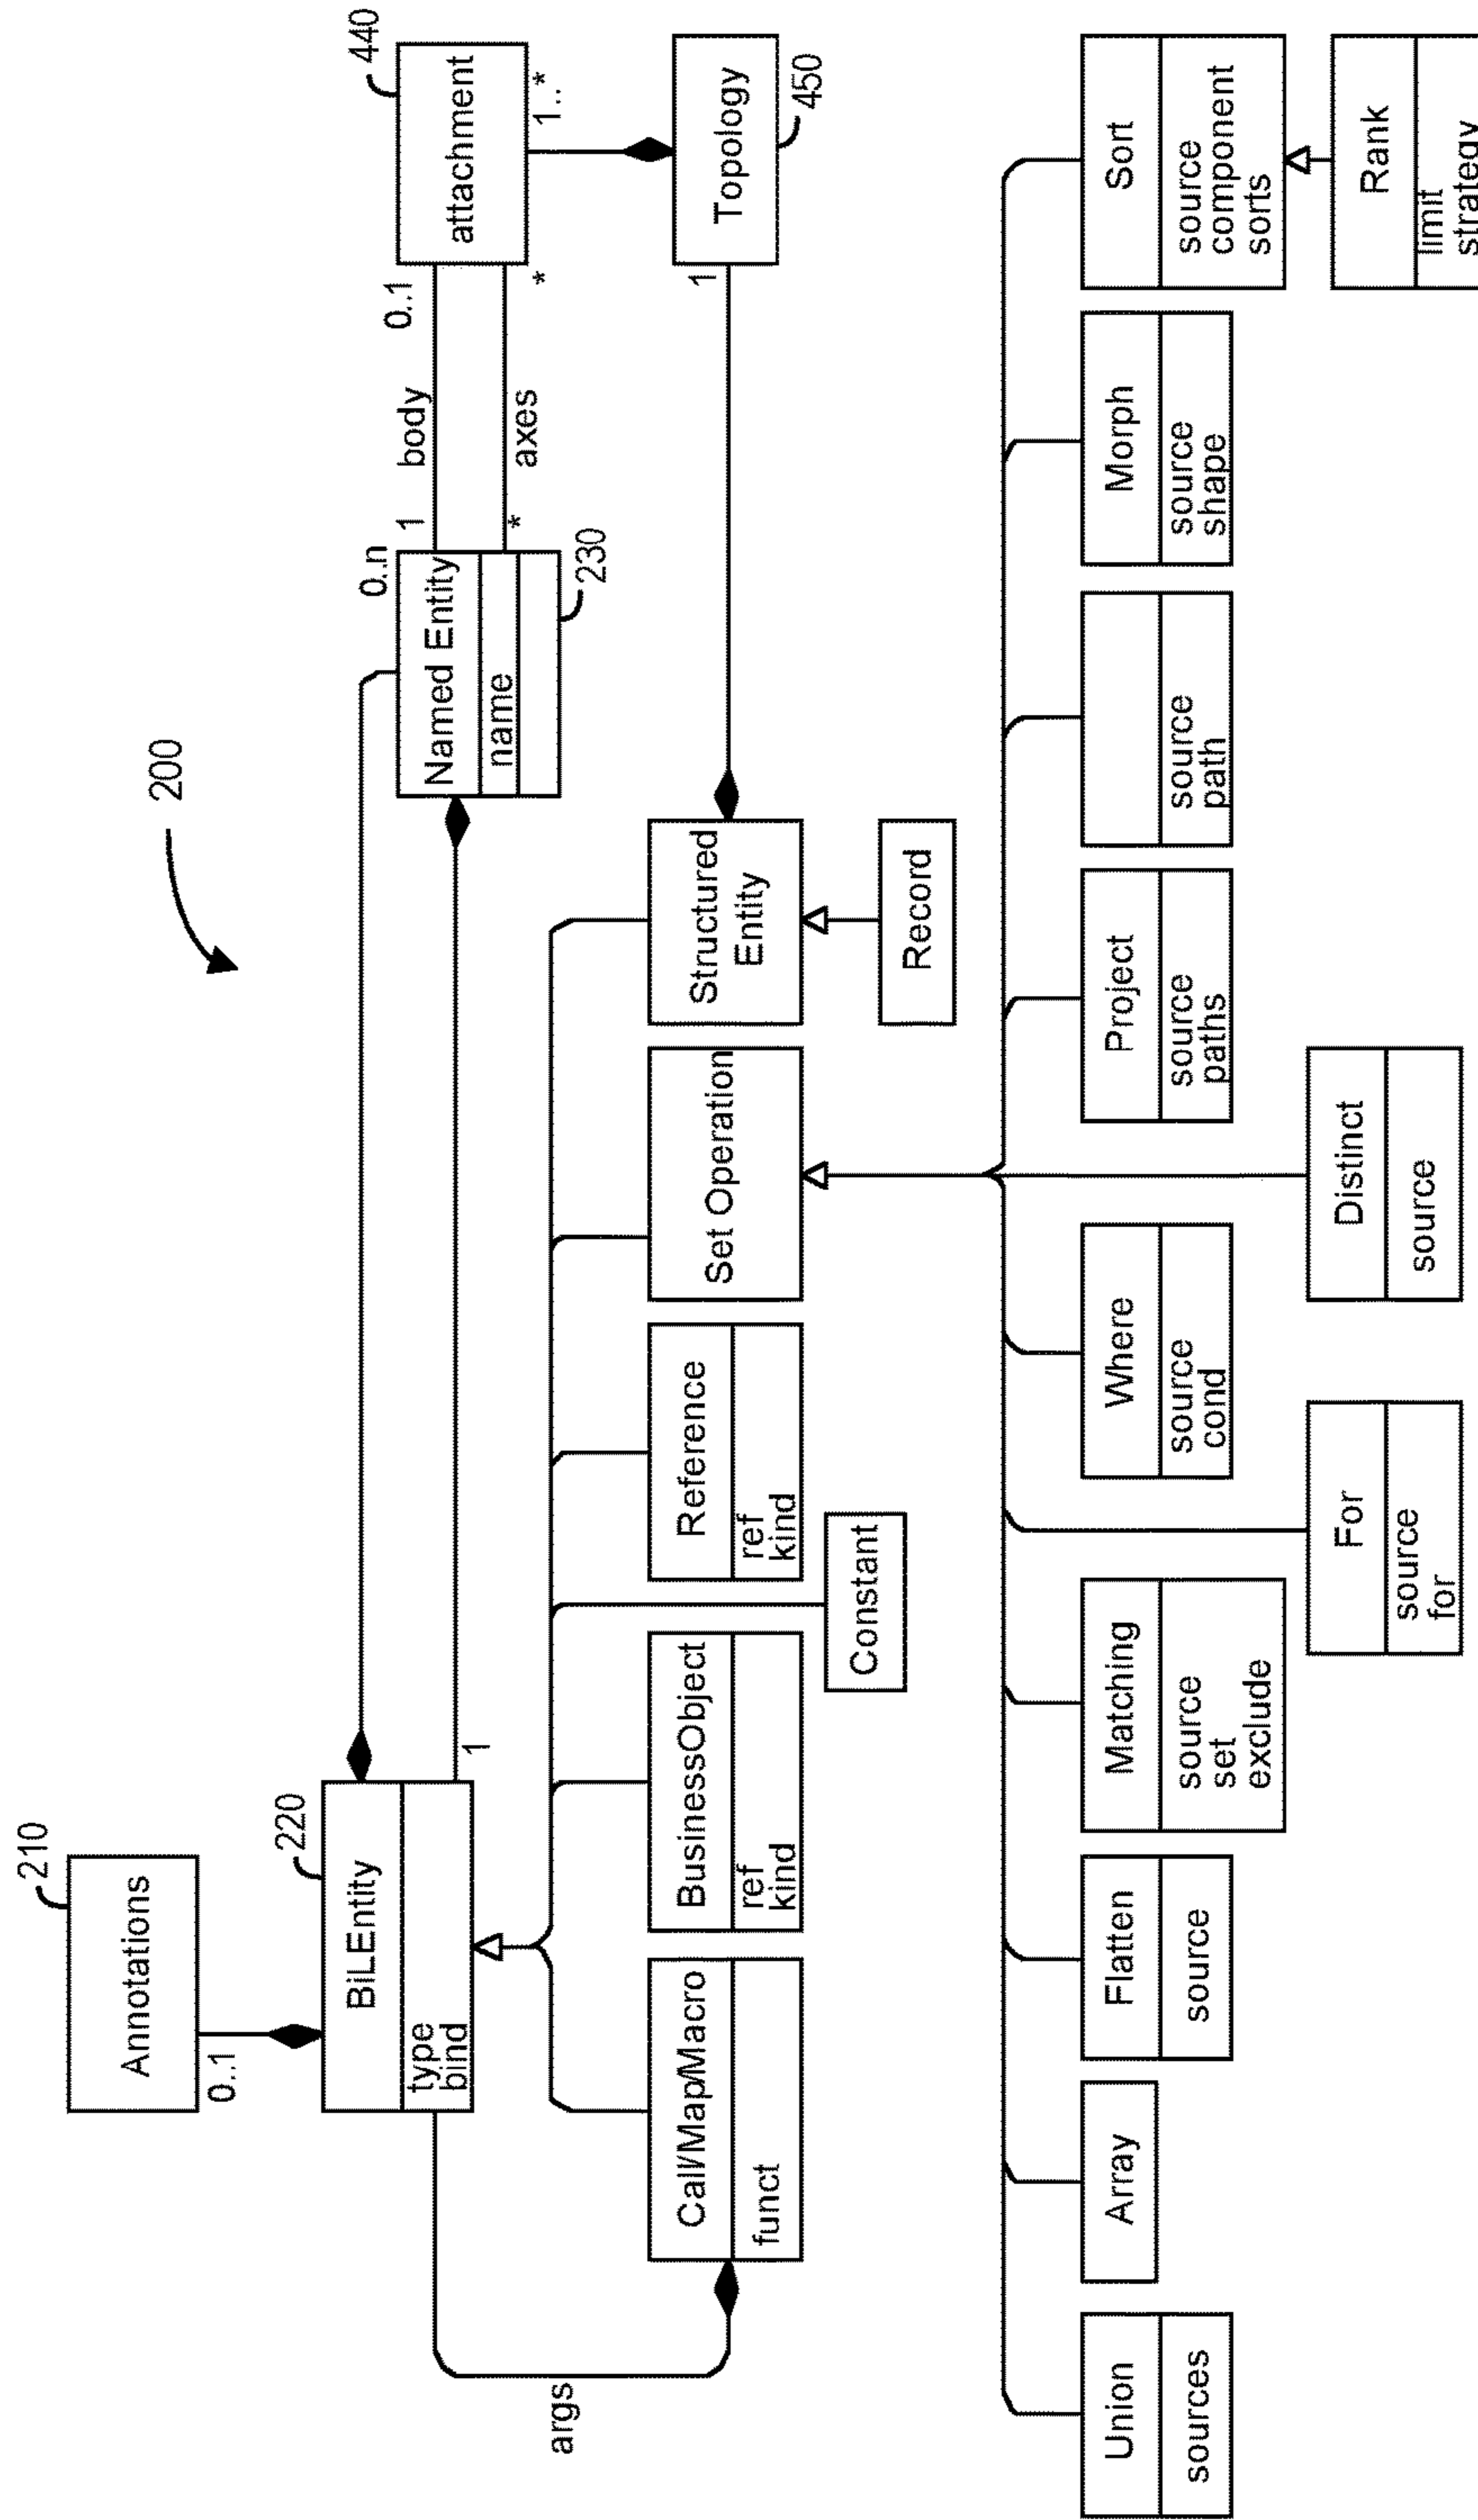 200
210
Annotations
0..1
220
BiLEntity
type
bind
1
0..n
Named Entity
name
230
1
body
0..1
*
axes
*
440
attachment
1..*
Topology
450
1
args
Call/Map/Macro
funct
BusinessObject
ref
kind
Constant
Reference
ref
kind
Set Operation
Structured
Entity
Record
Union
sources
Array
Flatten
source
Matching
source
set
exclude
For
source
for
Where
source
cond
Distinct
source
Project
source
paths
source
path
Morph
source
shape
Sort
source
component
sorts
Rank
limit
strategy